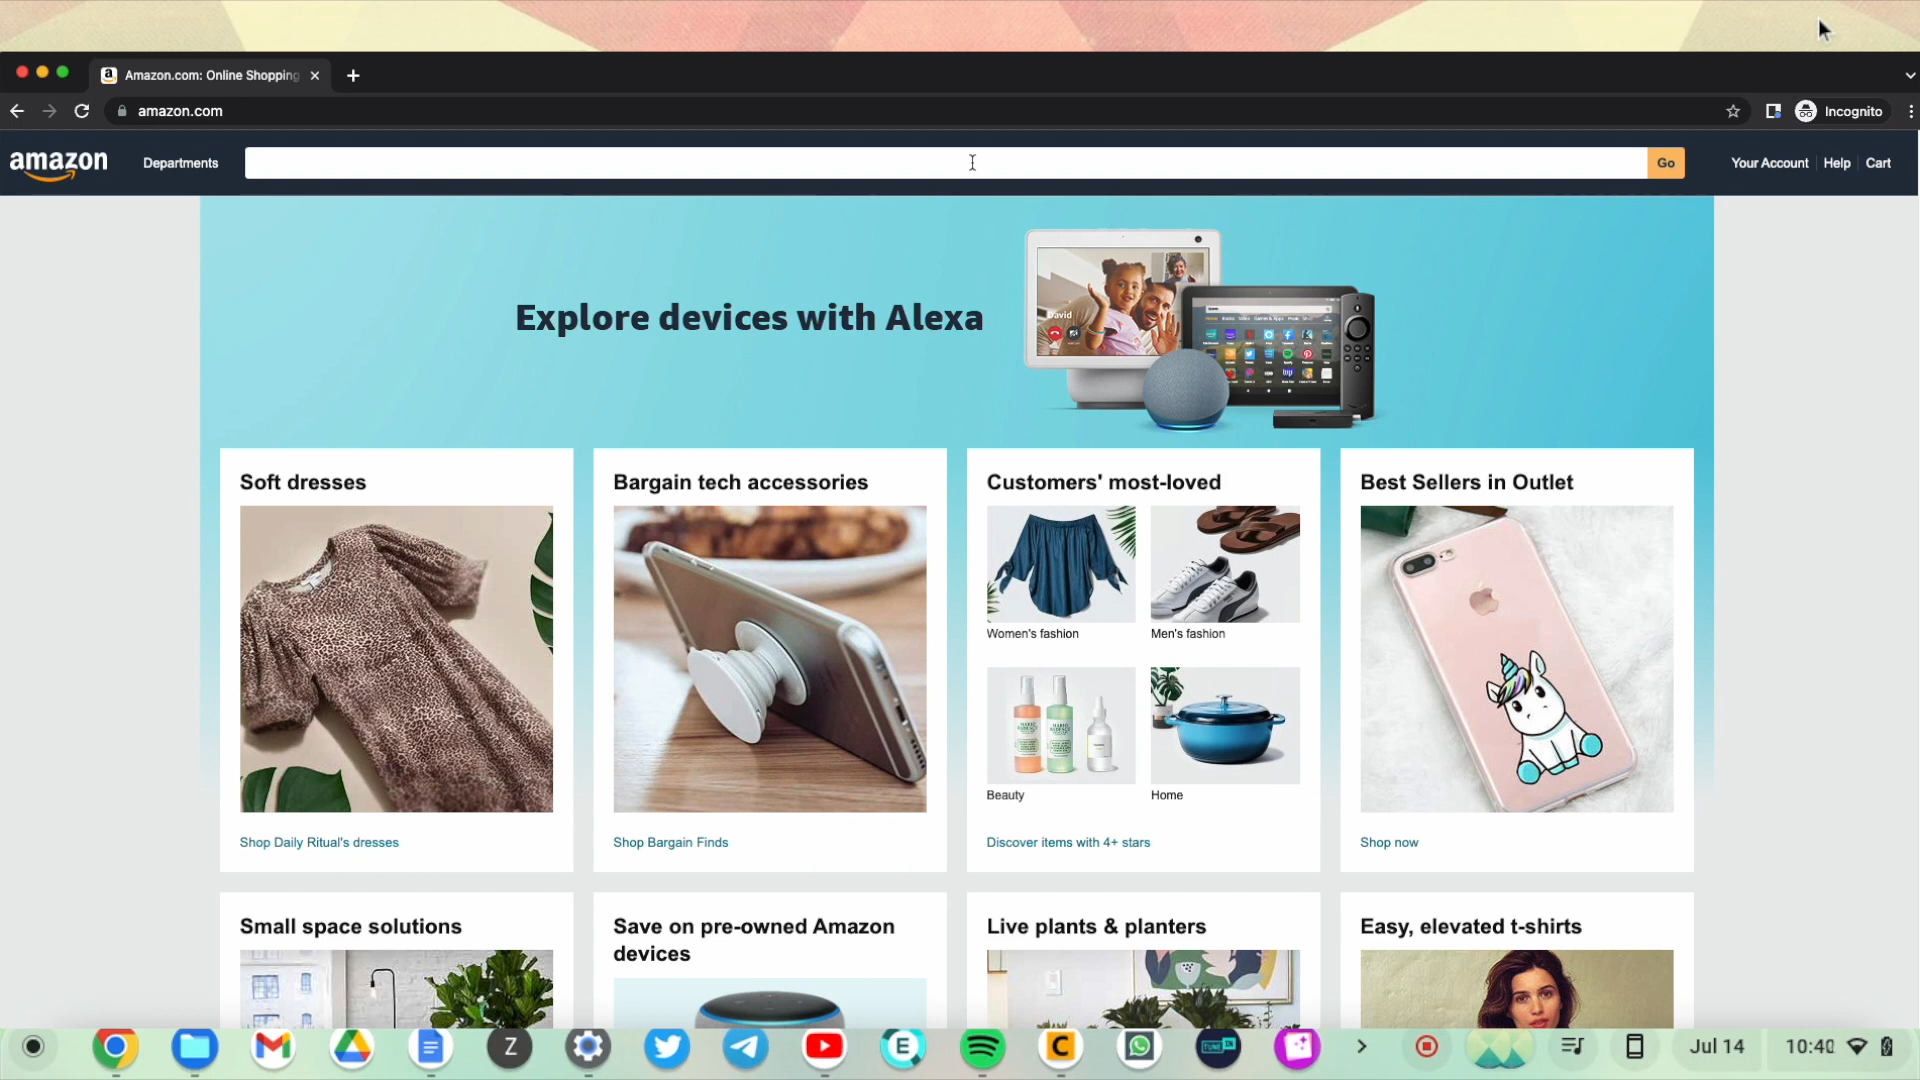 Amazon.com: Online Shopping
amazon.com
Incognito
amazon
Departments
Go
Your Account
Help
Cart
Explore devices with Alexa
David
Soft dresses
Bargain tech accessories
Customers' most-loved
Best Sellers in Outlet
Women's fashion
Men's fashion
Beauty
Home
Shop Daily Ritual's dresses
Shop Bargain Finds
Discover items with 4+ stars
Shop now
Small space solutions
Save on pre-owned Amazon
devices
Live plants & planters
Easy, elevated t-shirts
Z
E
C
TUNE IN
Jul 14
10:40